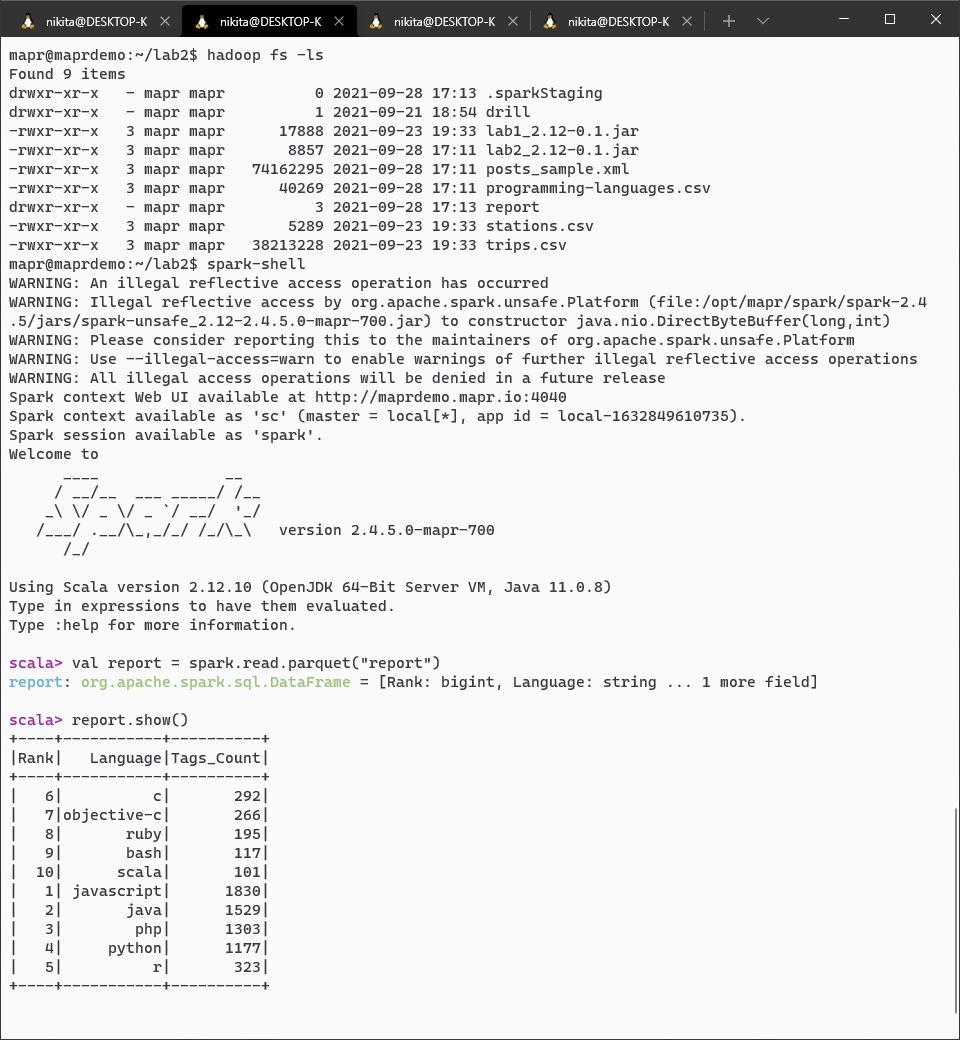 nikita@DESKTOP-K nikita@DESKTOP-K nikita@DESKTOP-K nikita@DESKTOP-K
mapr@maprdemo:~/lab2$ hadoop fs -ls
Found 9 items
drwxr-xr-x   - mapr mapr          0 2021-09-28 17:13 .sparkStaging
drwxr-xr-x   - mapr mapr          1 2021-09-21 18:54 drill
-rwxr-xr-x   3 mapr mapr      17888 2021-09-23 19:33 lab1_2.12-0.1.jar
-rwxr-xr-x   3 mapr mapr       8857 2021-09-28 17:11 lab2_2.12-0.1.jar
-rwxr-xr-x   3 mapr mapr   74162295 2021-09-28 17:11 posts_sample.xml
-rwxr-xr-x   3 mapr mapr      40269 2021-09-28 17:11 programming-languages.csv
drwxr-xr-x   - mapr mapr          3 2021-09-28 17:13 report
-rwxr-xr-x   3 mapr mapr       5289 2021-09-23 19:33 stations.csv
-rwxr-xr-x   3 mapr mapr   38213228 2021-09-23 19:33 trips.csv
mapr@maprdemo:~/lab2$ spark-shell
WARNING: An illegal reflective access operation has occurred
WARNING: Illegal reflective access by org.apache.spark.unsafe.Platform (file:/opt/mapr/spark/spark-2.4
.5/jars/spark-unsafe_2.12-2.4.5.0-mapr-700.jar) to constructor java.nio.DirectByteBuffer(long,int)
WARNING: Please consider reporting this to the maintainers of org.apache.spark.unsafe.Platform
WARNING: Use --illegal-access=warn to enable warnings of further illegal reflective access operations
WARNING: All illegal access operations will be denied in a future release
Spark context Web UI available at http://maprdemo.mapr.io:4040
Spark context available as 'sc' (master = local[*], app id = local-1632849610735).
Spark session available as 'spark'.
Welcome to
      ____              __
     / __/__  ___ _____/ /__
    _\ \/ _ \/ _ `/ __/  '_/
   /___/ .__/\_,_/_/ /_/\_\   version 2.4.5.0-mapr-700
      /_/
Using Scala version 2.12.10 (OpenJDK 64-Bit Server VM, Java 11.0.8)
Type in expressions to have them evaluated.
Type :help for more information.
scala> val report = spark.read.parquet("report")
report: org.apache.spark.sql.DataFrame = [Rank: bigint, Language: string ... 1 more field]
scala> report.show()
+----+-----------+----------+
|Rank|   Language|Tags_Count|
+----+-----------+----------+
|   6|          c|       292|
|   7|objective-c|       266|
|   8|       ruby|       195|
|   9|       bash|       117|
|  10|      scala|       101|
|   1| javascript|      1830|
|   2|       java|      1529|
|   3|        php|      1303|
|   4|     python|      1177|
|   5|          r|       323|
+----+-----------+----------+